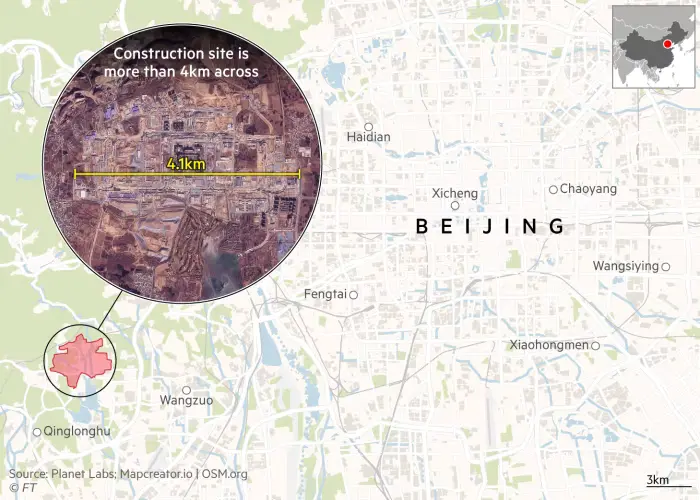 Construction site is
more than 4km across
4.1km
Haidian
Xicheng
Chaoyang
BEIJING
Wangsiying
Fengtai
Xiaohongmen
Wangzuo
Qinglonghu
Source: Planet Labs; Mapcreator.io | OSM.org
© FT
3km